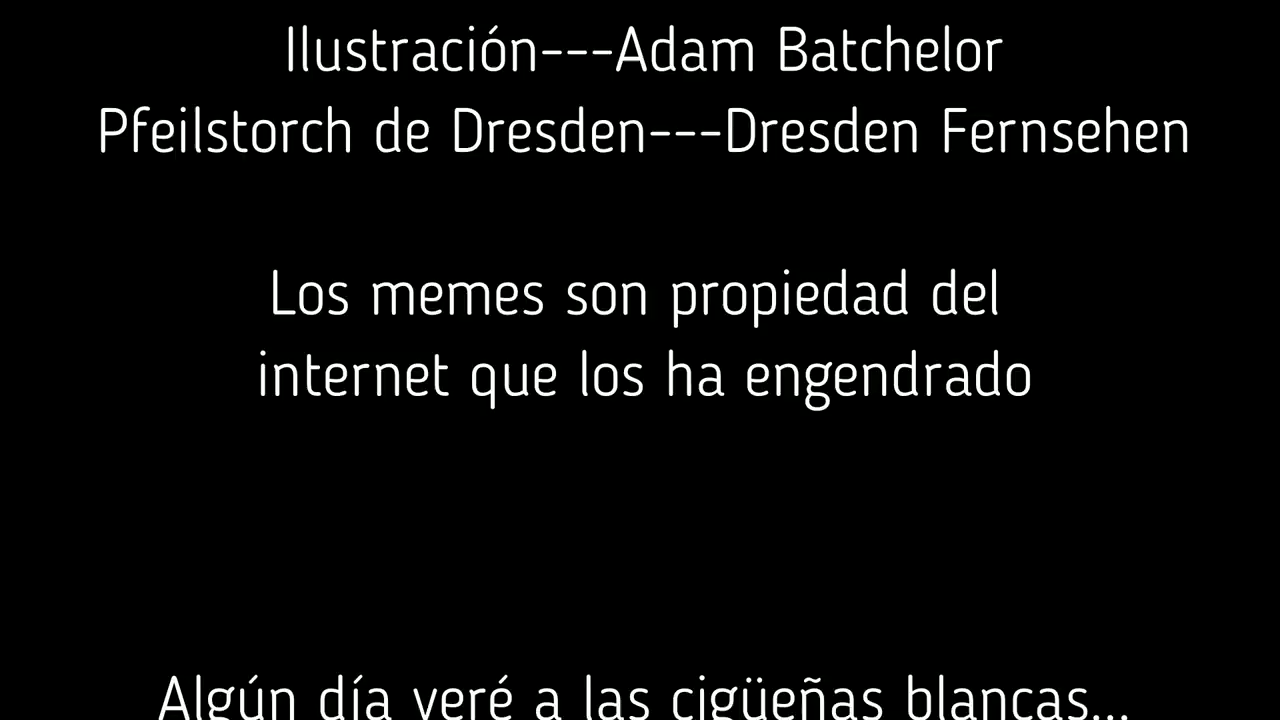 Ilustración---Adam Batchelor
Pfeilstorch de Dresden---Dresden Fernsehen
Los memes son propiedad del
internet que los ha engendrado
Algún día veré a las cigüeñas blancas...